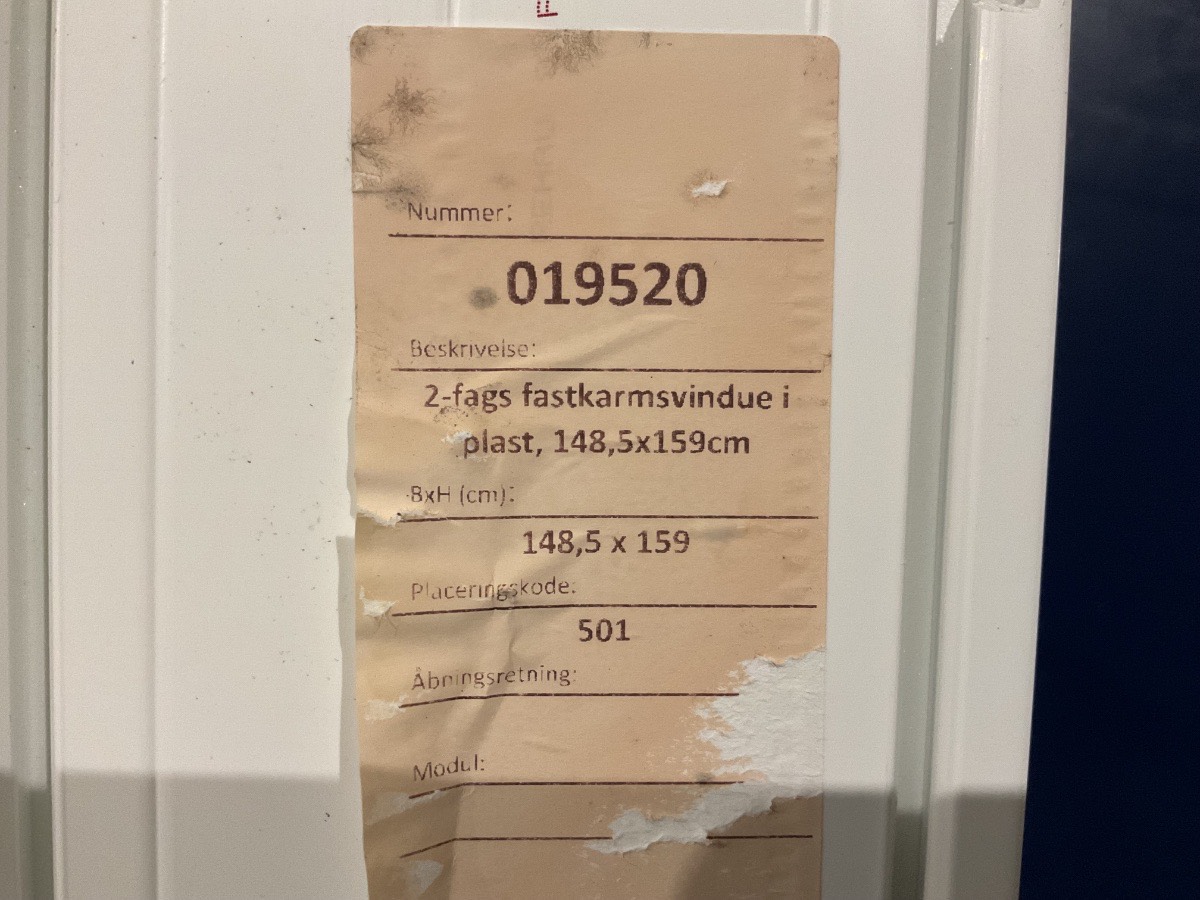 Nummer:
019520
Beskrivelse:
2-fags fastkarmsvindue i
plast, 148,5x159cm
BxH (cm):
148,5 x 159
Placeringskode:
501
Åbningsretning:
Modul: